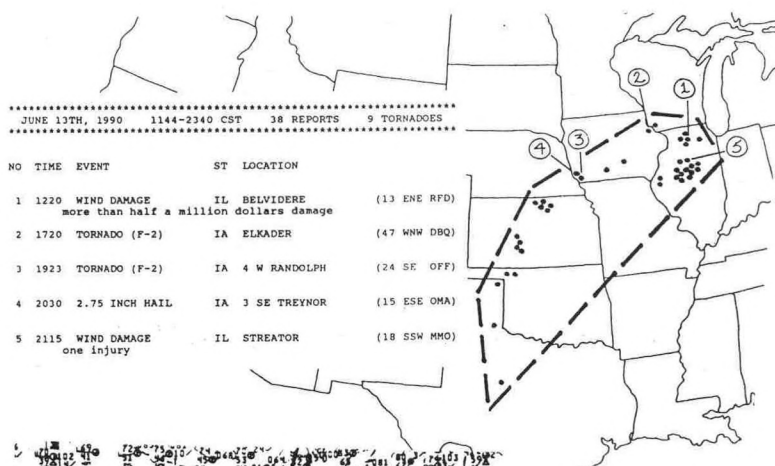 JUNE 13TH, 1990 1144-2340 CST 38 REPORTS 9 TORNADOES
NO TIME EVENT ST LOCATION
1 1220 WIND DAMAGE IL BELVIDERE (13 ENE RFD)
more than half a million dollars damage
2 1720 TORNADO (F-2) IA ELKADER (47 WNW DBQ)
3 1923 TORNADO (F-2) IA 4 W RANDOLPH (24 SE OFF)
4 2030 2.75 INCH HAIL IA 3 SE TREYNOR (15 ESE OMA)
5 2115 WIND DAMAGE IL STREATOR (18 SSW MMO)
one injury
1
2
3
4
5